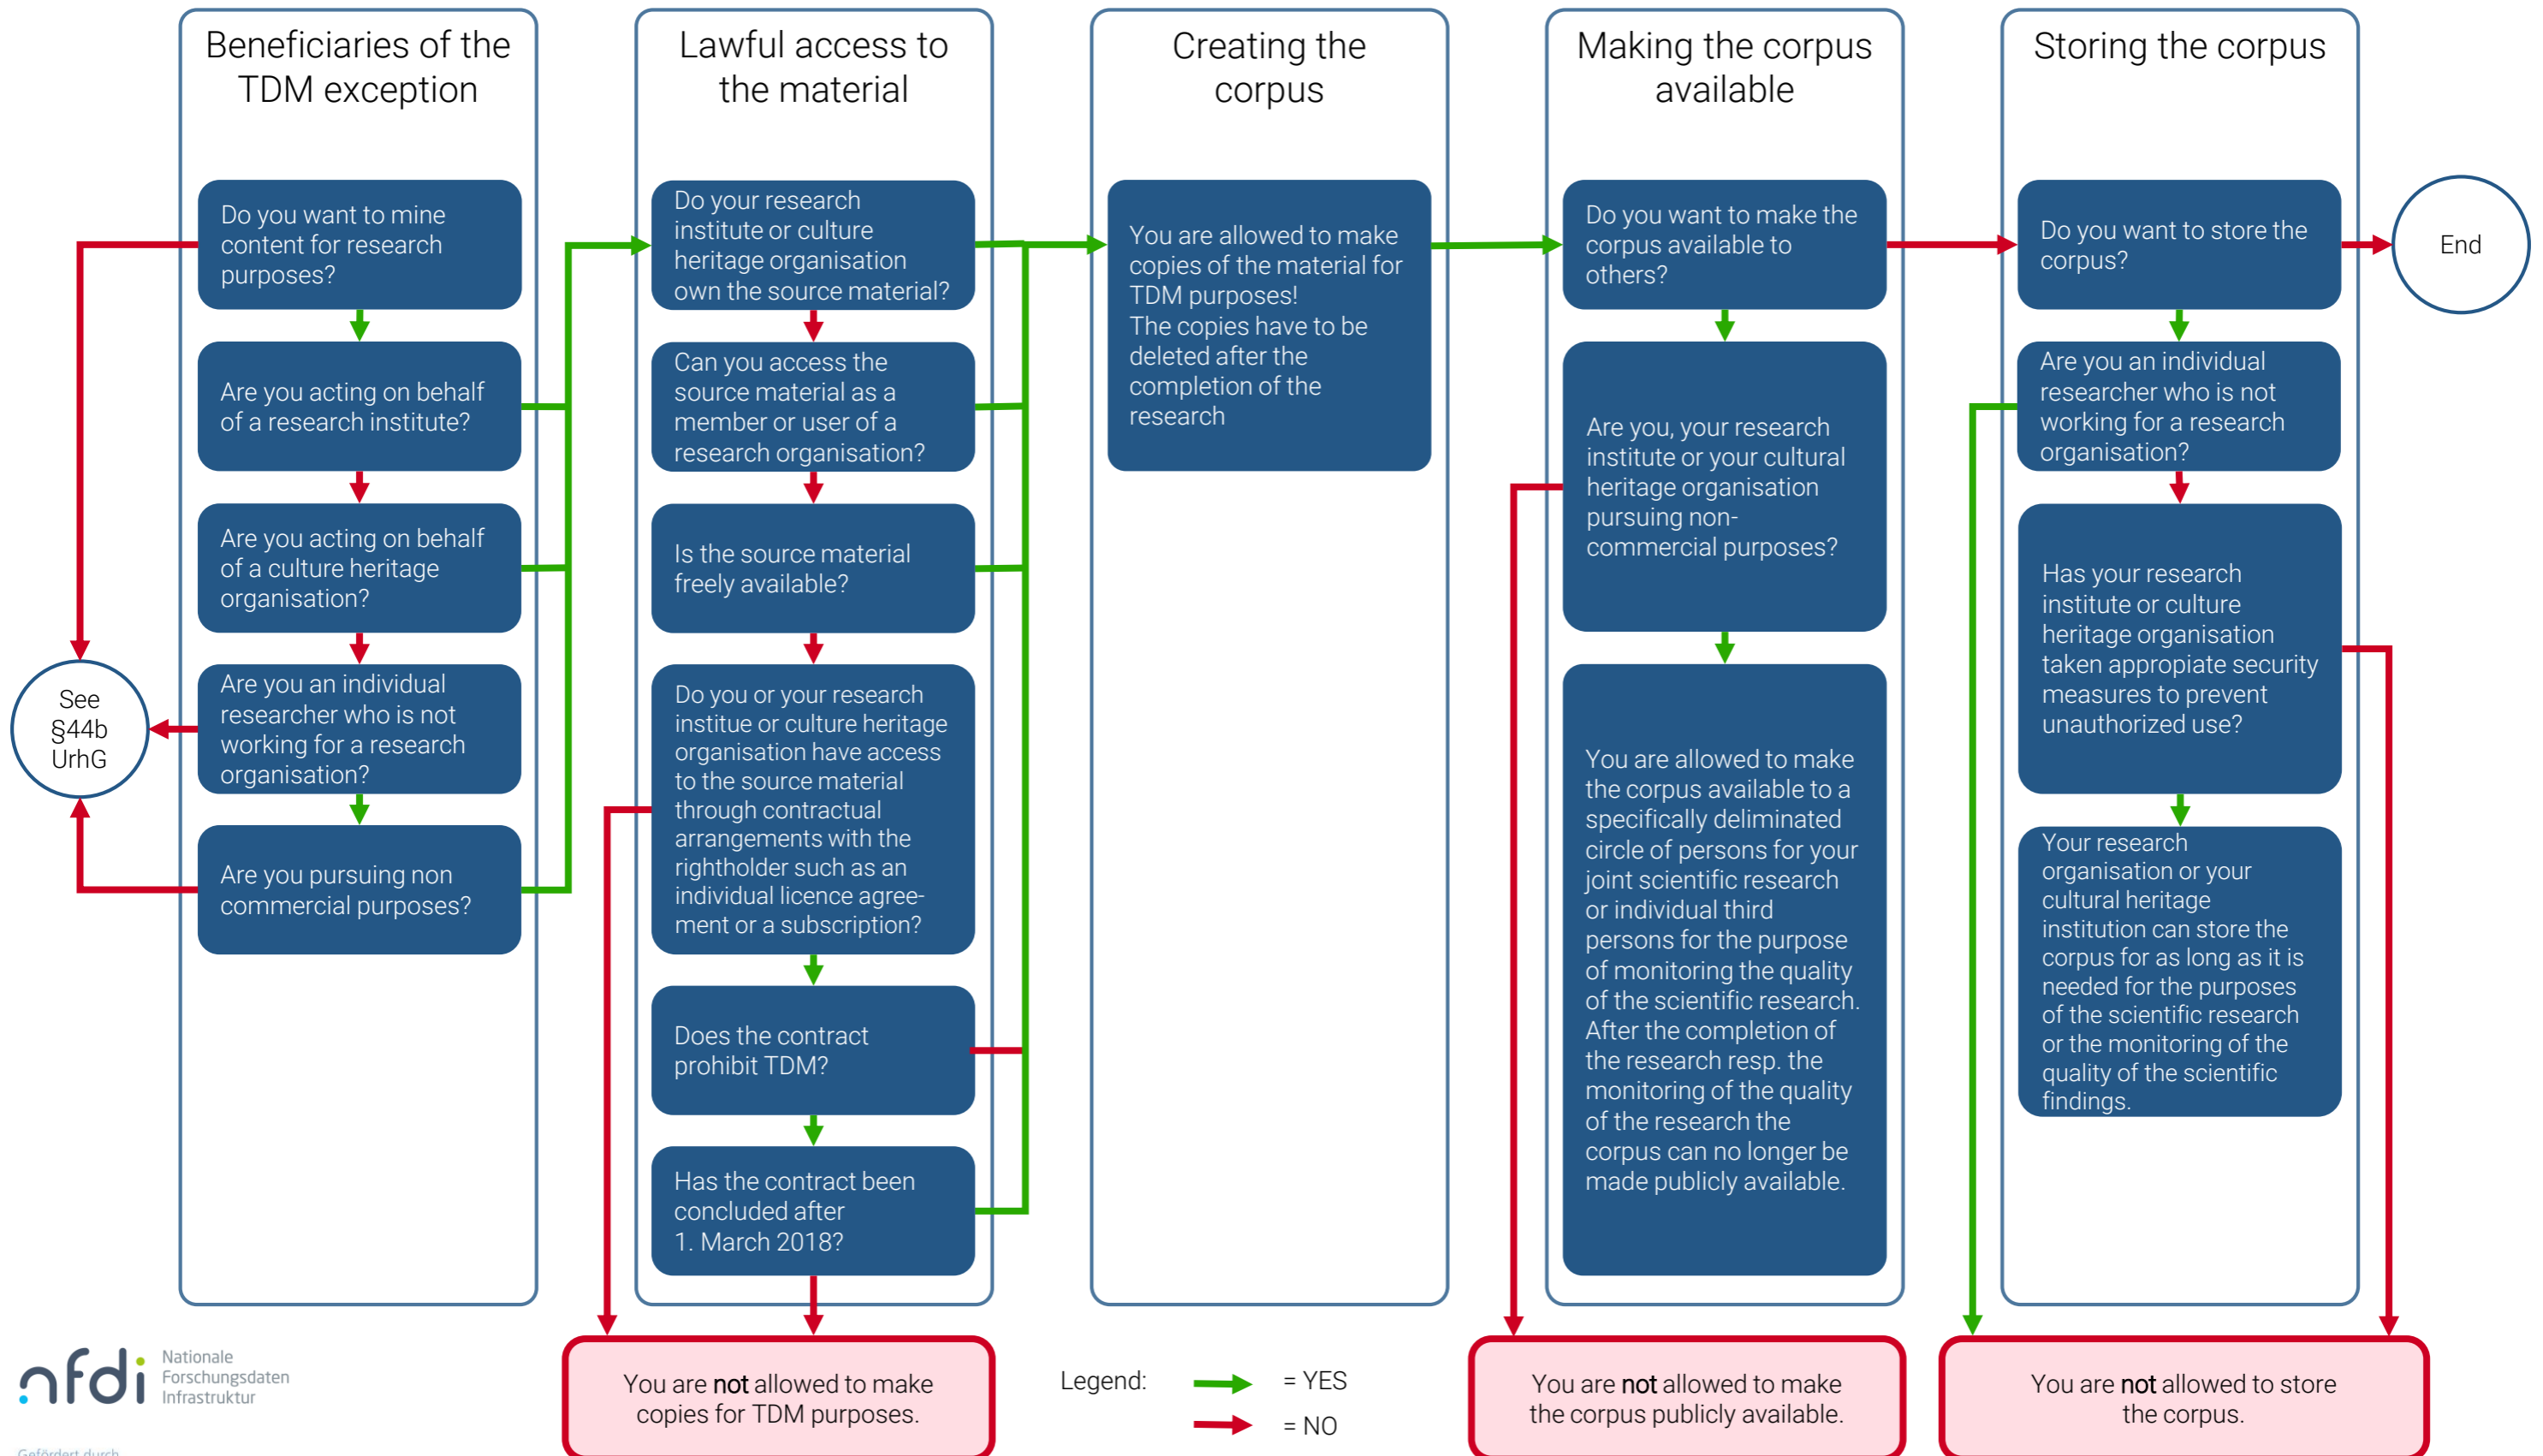 Beneficiaries of the
TDM exception
Do you want to mine
content for research
purposes?
Are you acting on behalf
of a research institute?
Are you acting on behalf
of a culture heritage
organisation?
Are you an individual
researcher who is not
working for a research
organisation?
Are you pursuing non
commercial purposes?
See
§44b
UrhG
Lawful access to
the material
Do your research
institute or culture
heritage organisation
own the source material?
Can you access the
source material as a
member or user of a
research organisation?
Is the source material
freely available?
Do you or your research
institue or culture heritage
organisation have access
to the source material
through contractual
arrangements with the
rightholder such as an
individual licence agree-
ment or a subscription?
Does the contract
prohibit TDM?
Has the contract been
concluded after
1. March 2018?
You are not allowed to make
copies for TDM purposes.
Creating the
corpus
You are allowed to make
copies of the material for
TDM purposes!
The copies have to be
deleted after the
completion of the
research
Making the corpus
available
Do you want to make the
corpus available to
others?
Are you, your research
institute or your cultural
heritage organisation
pursuing non-
commercial purposes?
You are allowed to make
the corpus available to a
specifically deliminated
circle of persons for your
joint scientific research
or individual third
persons for the purpose
of monitoring the quality
of the scientific research.
After the completion of
the research resp. the
monitoring of the quality
of the research the
corpus can no longer be
made publicly available.
You are not allowed to make
the corpus publicly available.
Storing the corpus
Do you want to store the
corpus?
End
Are you an individual
researcher who is not
working for a research
organisation?
Has your research
institute or culture
heritage organisation
taken appropiate security
measures to prevent
unauthorized use?
Your research
organisation or your
cultural heritage
institution can store the
corpus for as long as it is
needed for the purposes
of the scientific research
or the monitoring of the
quality of the scientific
findings.
You are not allowed to store
the corpus.
Legend:
= YES
= NO
nfdi
Nationale
Forschungsdaten
Infrastruktur
Gefördert durch